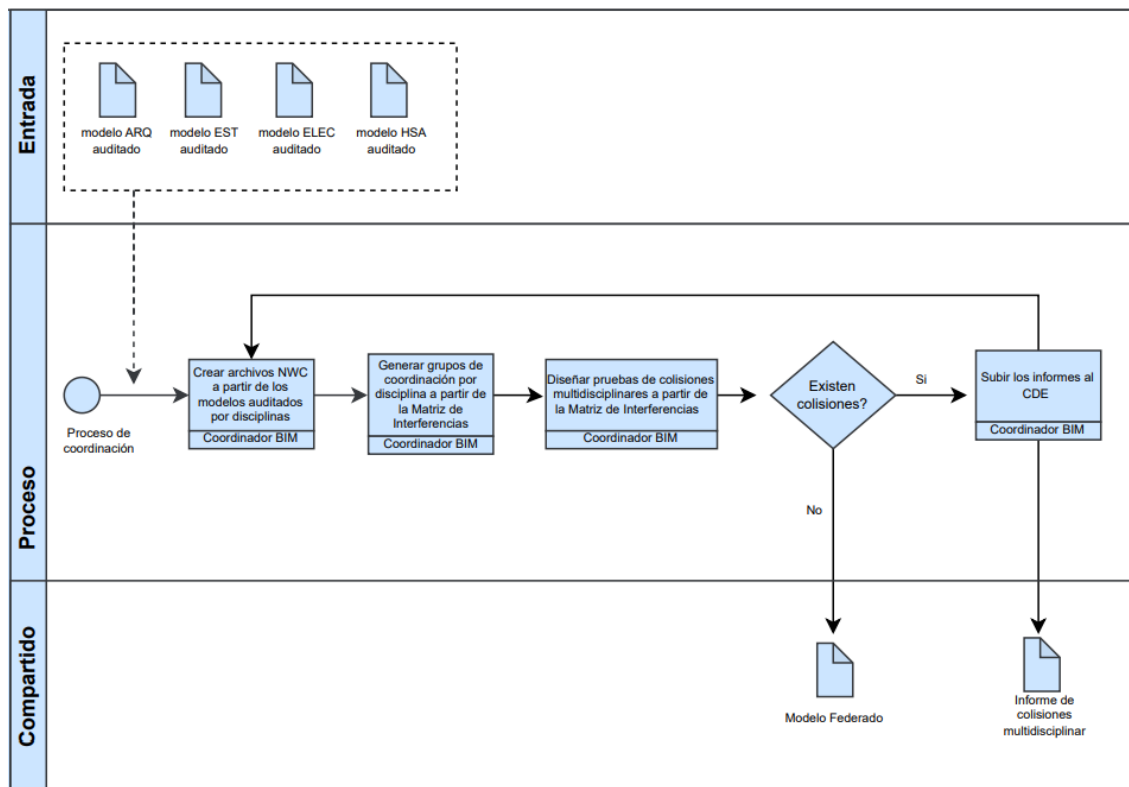 Entrada
modelo ARQ
auditado
modelo EST
auditado
modelo ELEC
auditado
modelo HSA
auditado
Proceso
Proceso de
coordinación
Crear archivos NWC
a partir de los
modelos auditados
por disciplinas
Coordinador BIM
Generar grupos de
coordinación por
disciplina a partir de
la Matriz de
Interferencias
Coordinador BIM
Diseñar pruebas de colisiones
multidisciplinares a partir de
la Matriz de Interferencias
Coordinador BIM
Existen
colisiones?
Si
No
Subir los informes al
CDE
Coordinador BIM
Compartido
Modelo Federado
Informe de
colisiones
multidisciplinar